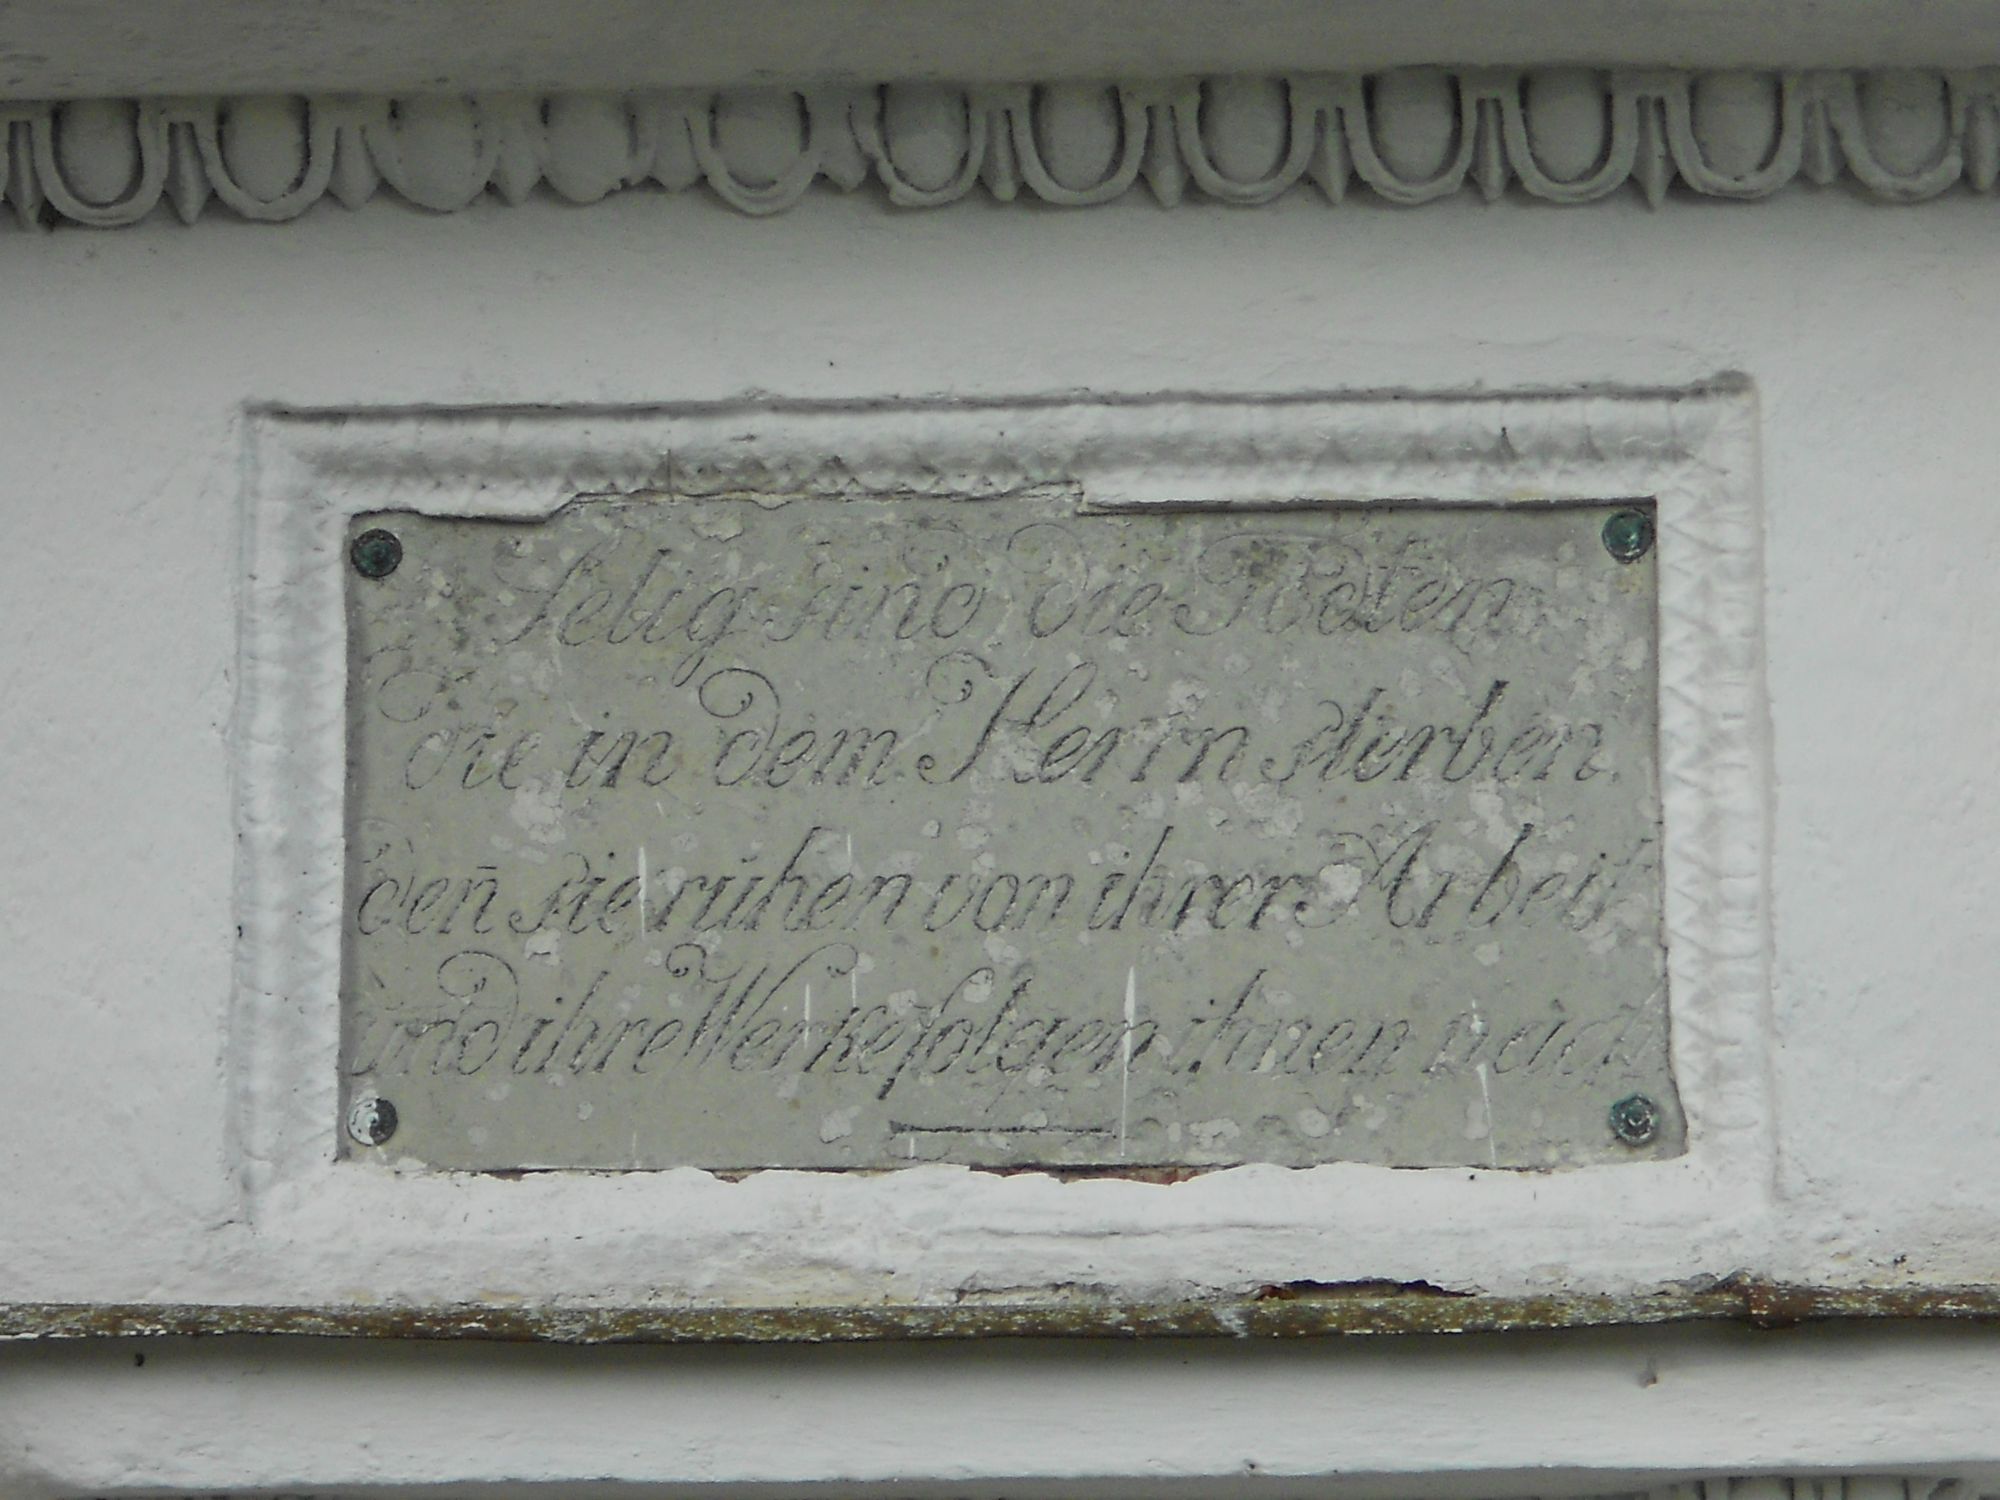 Selig sind die Todten
die in dem Herrn sterben.
den̄ sie ruhen von ihrer Arbeit
und ihre Werke folgen ihnen nach